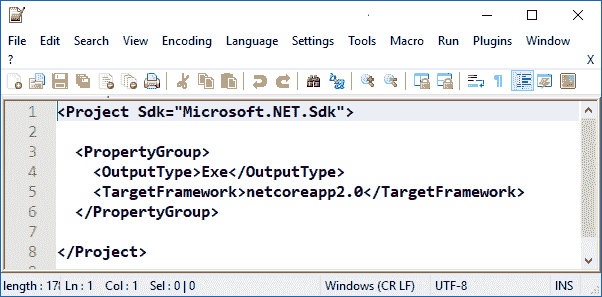 File Edit Search View Encoding Language Settings Tools Macro Run Plugins Window
? X
1 <Project Sdk="Microsoft.NET.Sdk">
2
3 <PropertyGroup>
4 <OutputType>Exe</OutputType>
5 <TargetFramework>netcoreapp2.0</TargetFramework>
6 </PropertyGroup>
7
8 </Project>
length : Ln : 1 Col : 1 Sel : 0 | 0 Windows (CR LF) UTF-8 INS